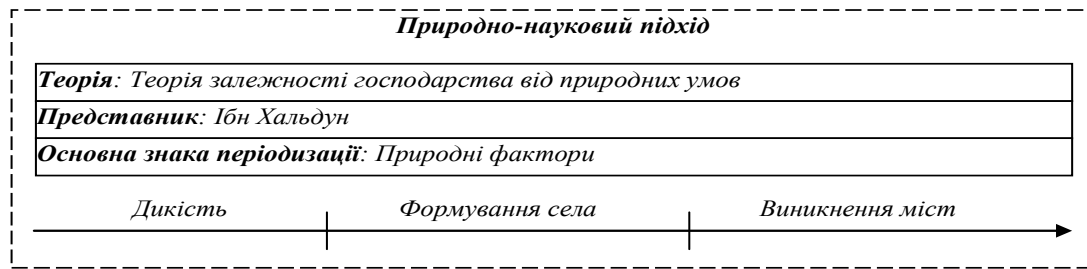 Природно-науковий підхід
Теорія: Теорія залежності господарства від природних умов
Представник: Ібн Хальдун
Основна знака періодизації: Природні фактори
Дикість Формування села Виникнення міст